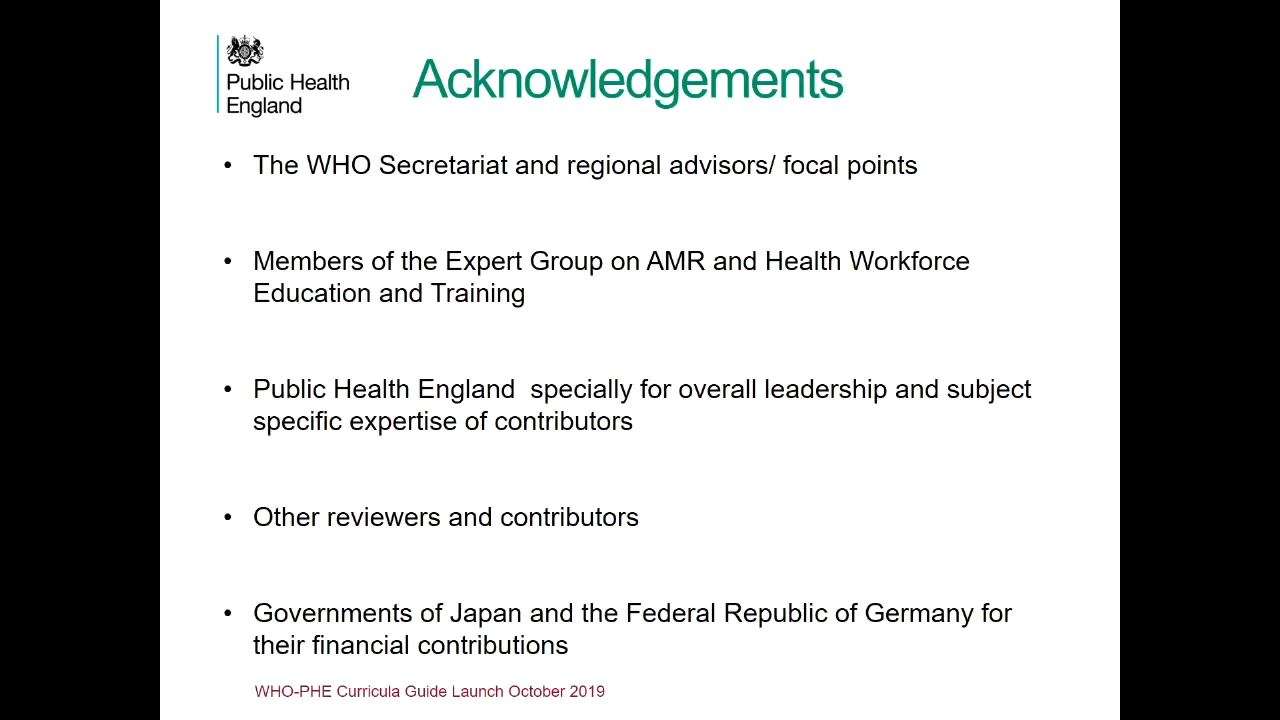 Public Health
England
Acknowledgements
• The WHO Secretariat and regional advisors/ focal points
• Members of the Expert Group on AMR and Health Workforce
Education and Training
• Public Health England  specially for overall leadership and subject
specific expertise of contributors
• Other reviewers and contributors
• Governments of Japan and the Federal Republic of Germany for
their financial contributions
WHO-PHE Curricula Guide Launch October 2019